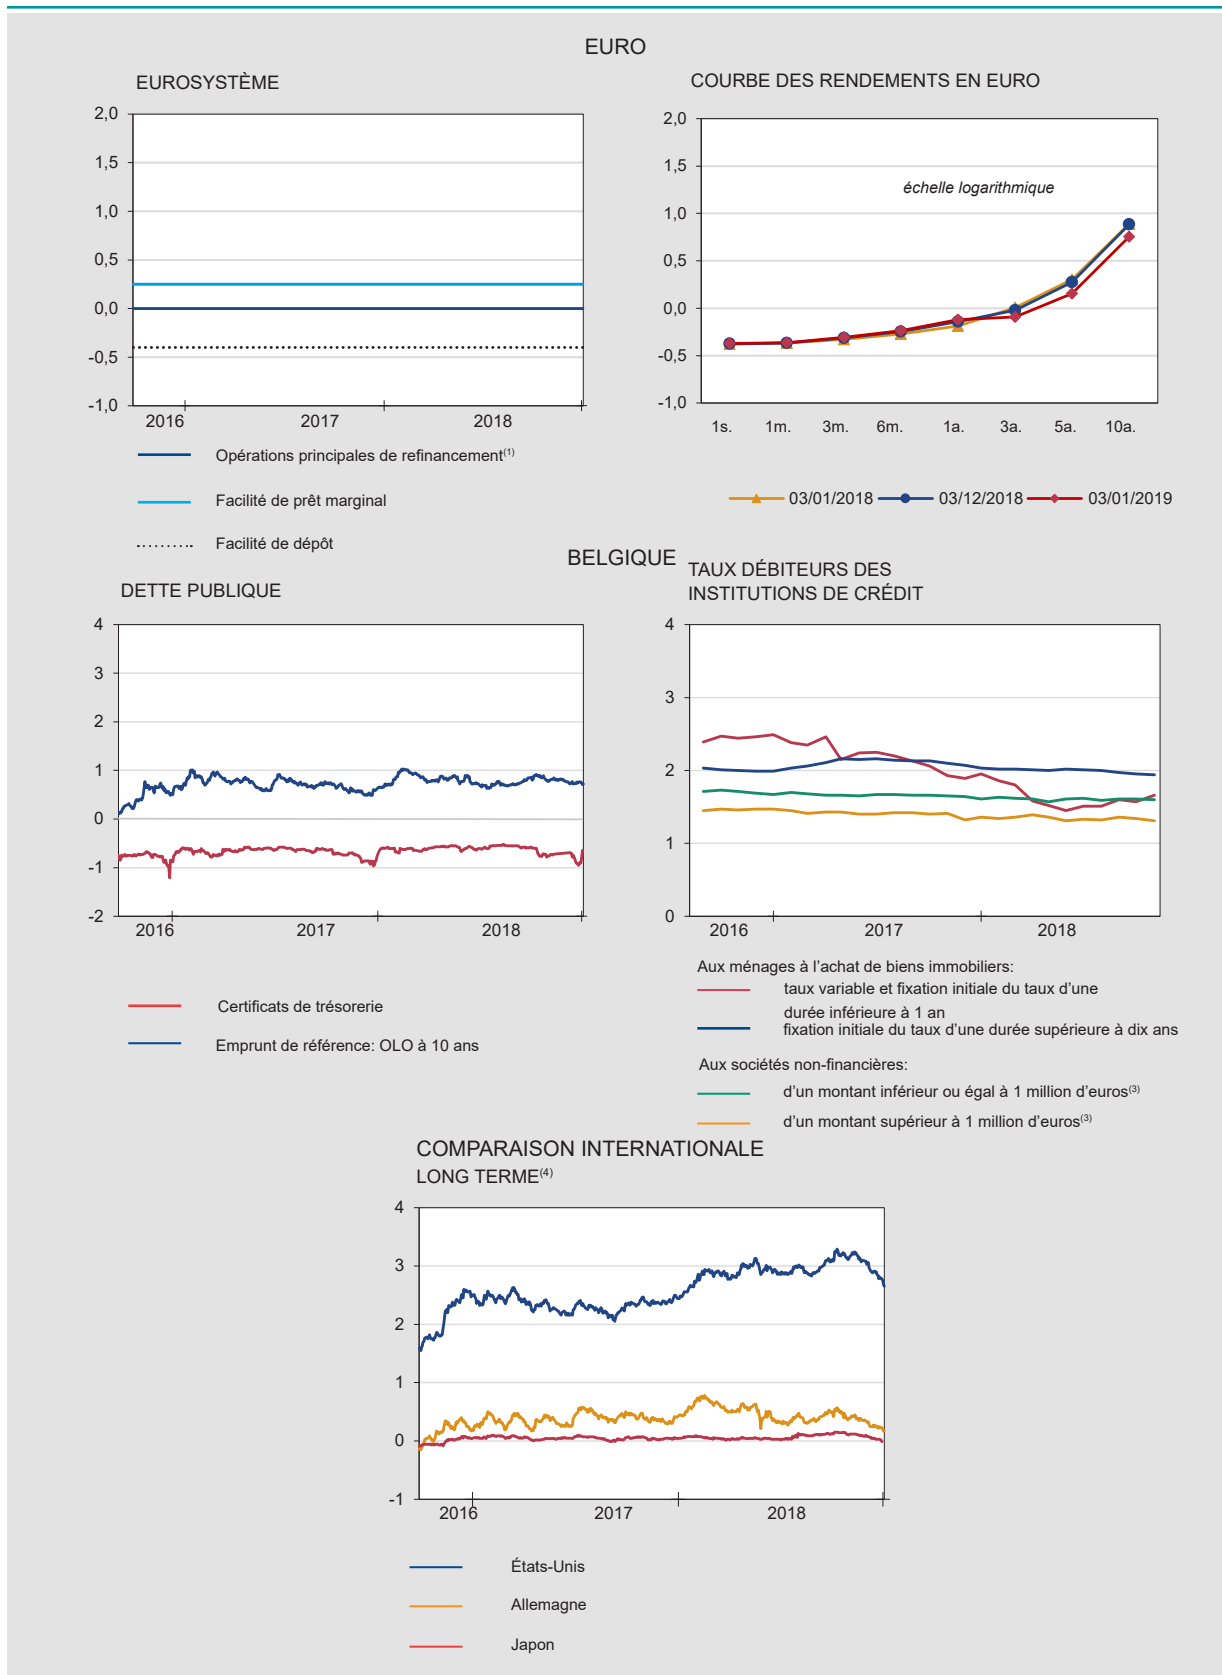 EURO
EUROSYSTÈME
2,0
1,5
1,0
0,5
0,0
-0,5
-1,0
2016 2017 2018
Opérations principales de refinancement(1)
Facilité de prêt marginal
Facilité de dépôt
COURBE DES RENDEMENTS EN EURO
2,0
1,5
1,0
0,5
0,0
-0,5
-1,0
échelle logarithmique
1s. 1m. 3m. 6m. 1a. 3a. 5a. 10a.
03/01/2018 03/12/2018 03/01/2019
BELGIQUE
DETTE PUBLIQUE
4
3
2
1
0
-1
-2
2016 2017 2018
Certificats de trésorerie
Emprunt de référence: OLO à 10 ans
TAUX DÉBITEURS DES
INSTITUTIONS DE CRÉDIT
4
3
2
1
0
2016 2017 2018
Aux ménages à l'achat de biens immobiliers:
taux variable et fixation initiale du taux d'une
durée inférieure à 1 an
fixation initiale du taux d'une durée supérieure à dix ans
Aux sociétés non-financières:
d'un montant inférieur ou égal à 1 million d'euros(3)
d'un montant supérieur à 1 million d'euros(3)
COMPARAISON INTERNATIONALE
LONG TERME(4)
4
3
2
1
0
-1
2016 2017 2018
États-Unis
Allemagne
Japon